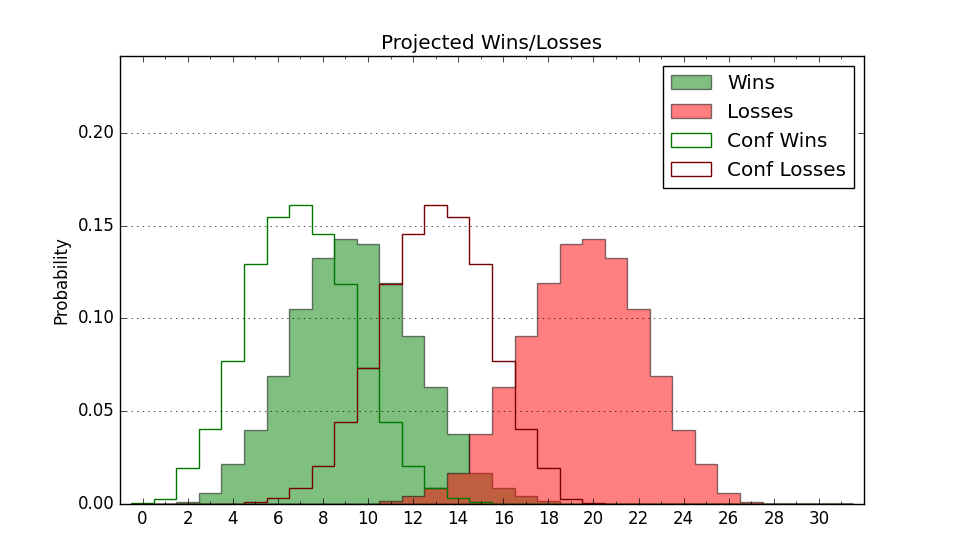 Projected Wins/Losses
Wins
Losses
Conf Wins
Conf Losses
Probability
0.20
0.15
0.10
0.05
0.00
0 2 4 6 8 10 12 14 16 18 20 22 24 26 28 30